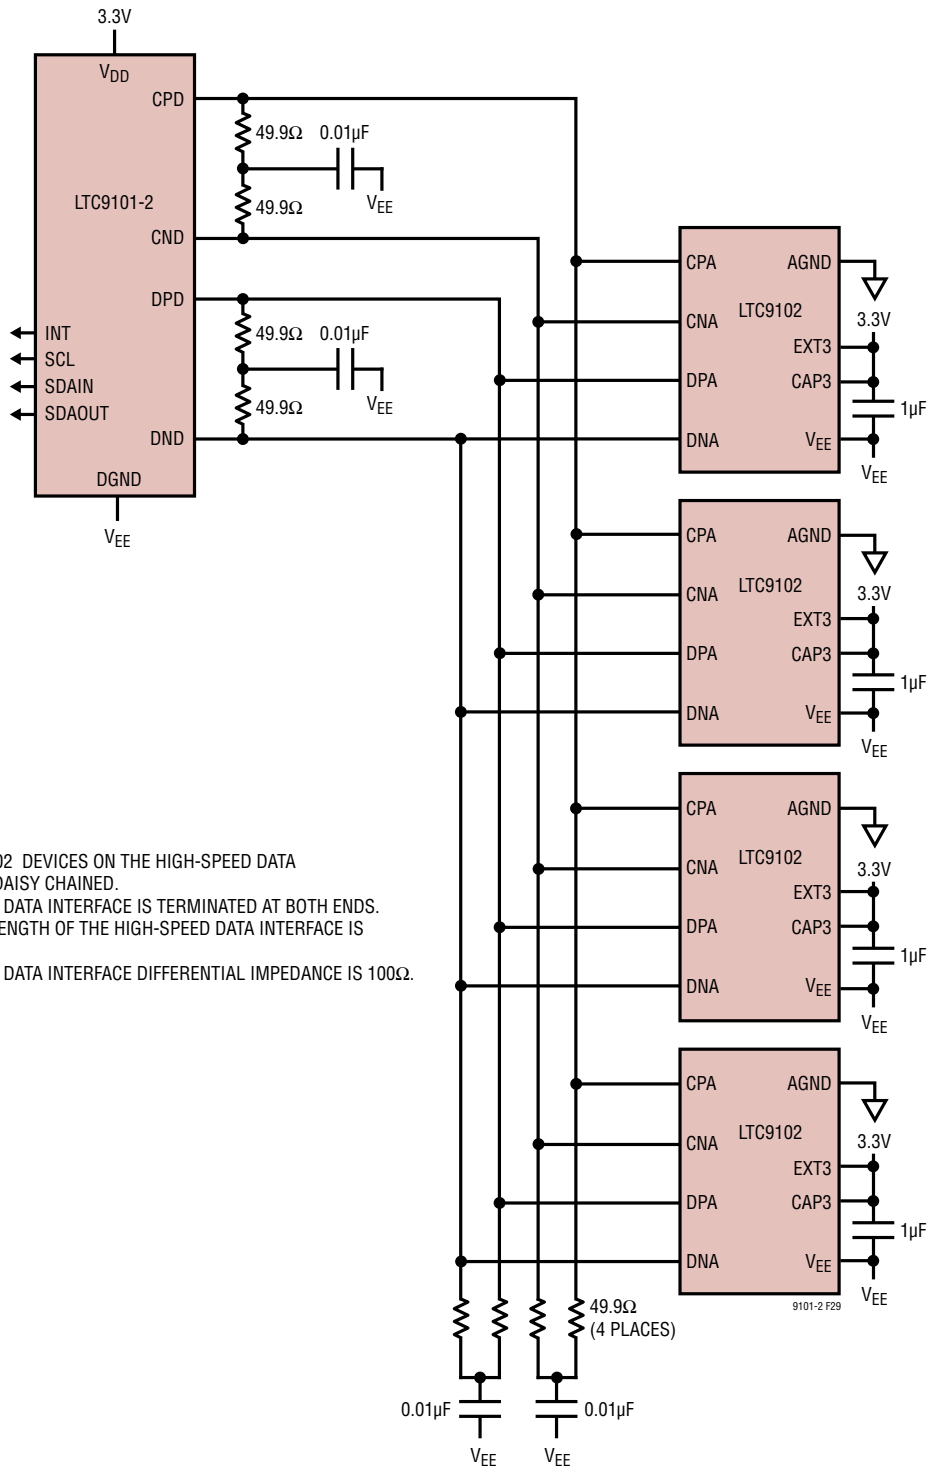 3.3V
VDD
CPD
49.9Ω
0.01µF
VEE
LTC9101-2
49.9Ω
CND
DPD
49.9Ω
0.01µF
VEE
INT
SCL
SDAIN
SDAOUT
49.9Ω
DND
DGND
VEE
CPA
AGND
LTC9102
3.3V
CNA
EXT3
DPA
CAP3
1µF
DNA
VEE
VEE
CPA
AGND
LTC9102
3.3V
CNA
EXT3
DPA
CAP3
1µF
DNA
VEE
VEE
CPA
AGND
LTC9102
3.3V
CNA
EXT3
DPA
CAP3
1µF
DNA
VEE
VEE
CPA
AGND
LTC9102
3.3V
CNA
EXT3
DPA
CAP3
1µF
DNA
VEE
VEE
9101-2 F29
02 DEVICES ON THE HIGH-SPEED DATA
DAISY CHAINED.
DATA INTERFACE IS TERMINATED AT BOTH ENDS.
ENGTH OF THE HIGH-SPEED DATA INTERFACE IS
DATA INTERFACE DIFFERENTIAL IMPEDANCE IS 100Ω.
49.9Ω
(4 PLACES)
0.01µF
0.01µF
VEE
VEE